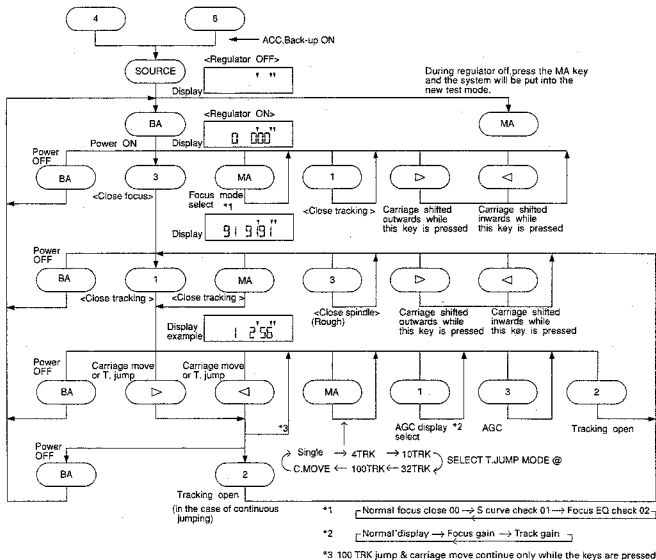 4 6
ACC,Back-up ON
<Regulator OFF>
SOURCE
Display
During regulator off,press the MA key
and the system will be put into the
new test mode.
<Regulator ON>
BA
0 000
MA
Power ON Display
Power
OFF
BA 3 MA 1 ▷ ◁
<Close focus>
Focus mode
select *1
<Close tracking >
Carriage shifted
outwards while
this key is pressed
Carriage shifted
inwards while
this key is pressed
Display 91 9191
Power
OFF
BA 1 MA 3 ▷ ◁
<Close tracking > <Close tracking >
<Close spindle>
(Rough)
Carriage shifted
outwards while
this key is pressed
Carriage shifted
inwards while
this key is pressed
Display
example
1 2'56"
Power
OFF
Carriage move
or T. jump
Carriage move
or T. jump
BA ▷ ◁ MA 1 3 2
*3
AGC display *2
select
AGC
Tracking open
Single → 4TRK → 10TRK
C.MOVE ← 100TRK ← 32TRK
SELECT T.JUMP MODE @
Power
OFF
BA 2
Tracking open
(in the case of continuous
jumping)
*1 Normal focus close 00 → S curve check 01 → Focus EQ check 02
*2 Normal display → Focus gain → Track gain
*3 100 TRK jump & carriage move continue only while the keys are pressed